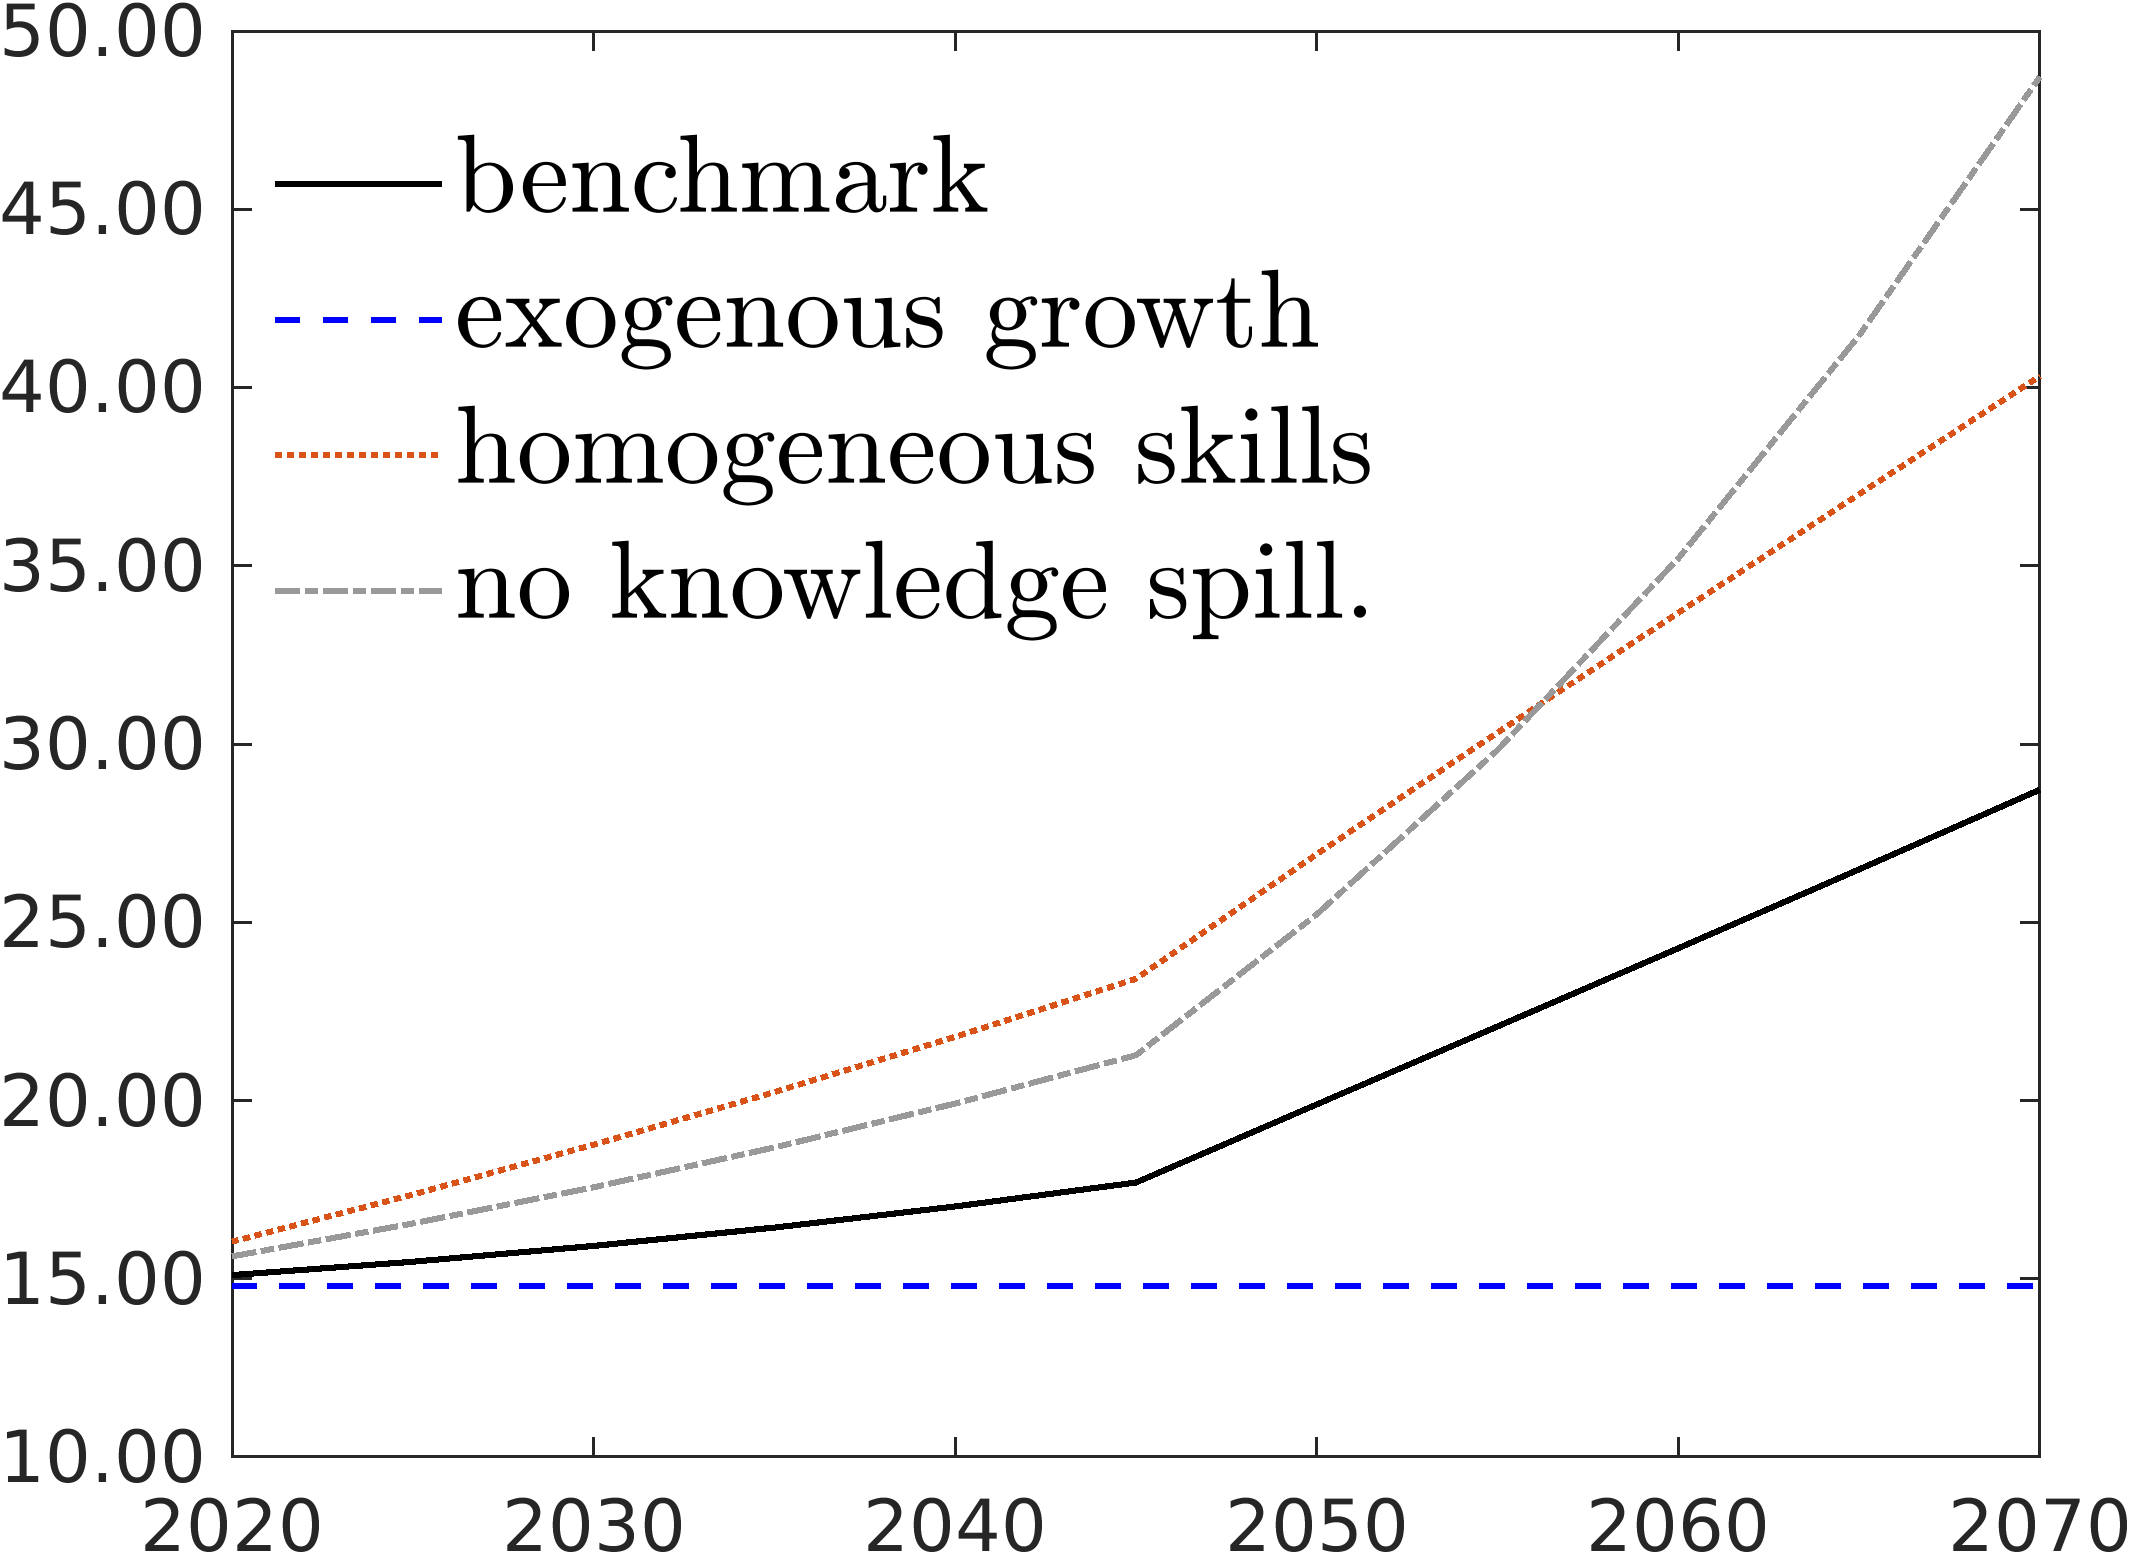 50.00
45.00
40.00
35.00
30.00
25.00
20.00
15.00
10.00
benchmark
exogenous growth
homogeneous skills
no knowledge spill.
2020 2030 2040 2050 2060 2070